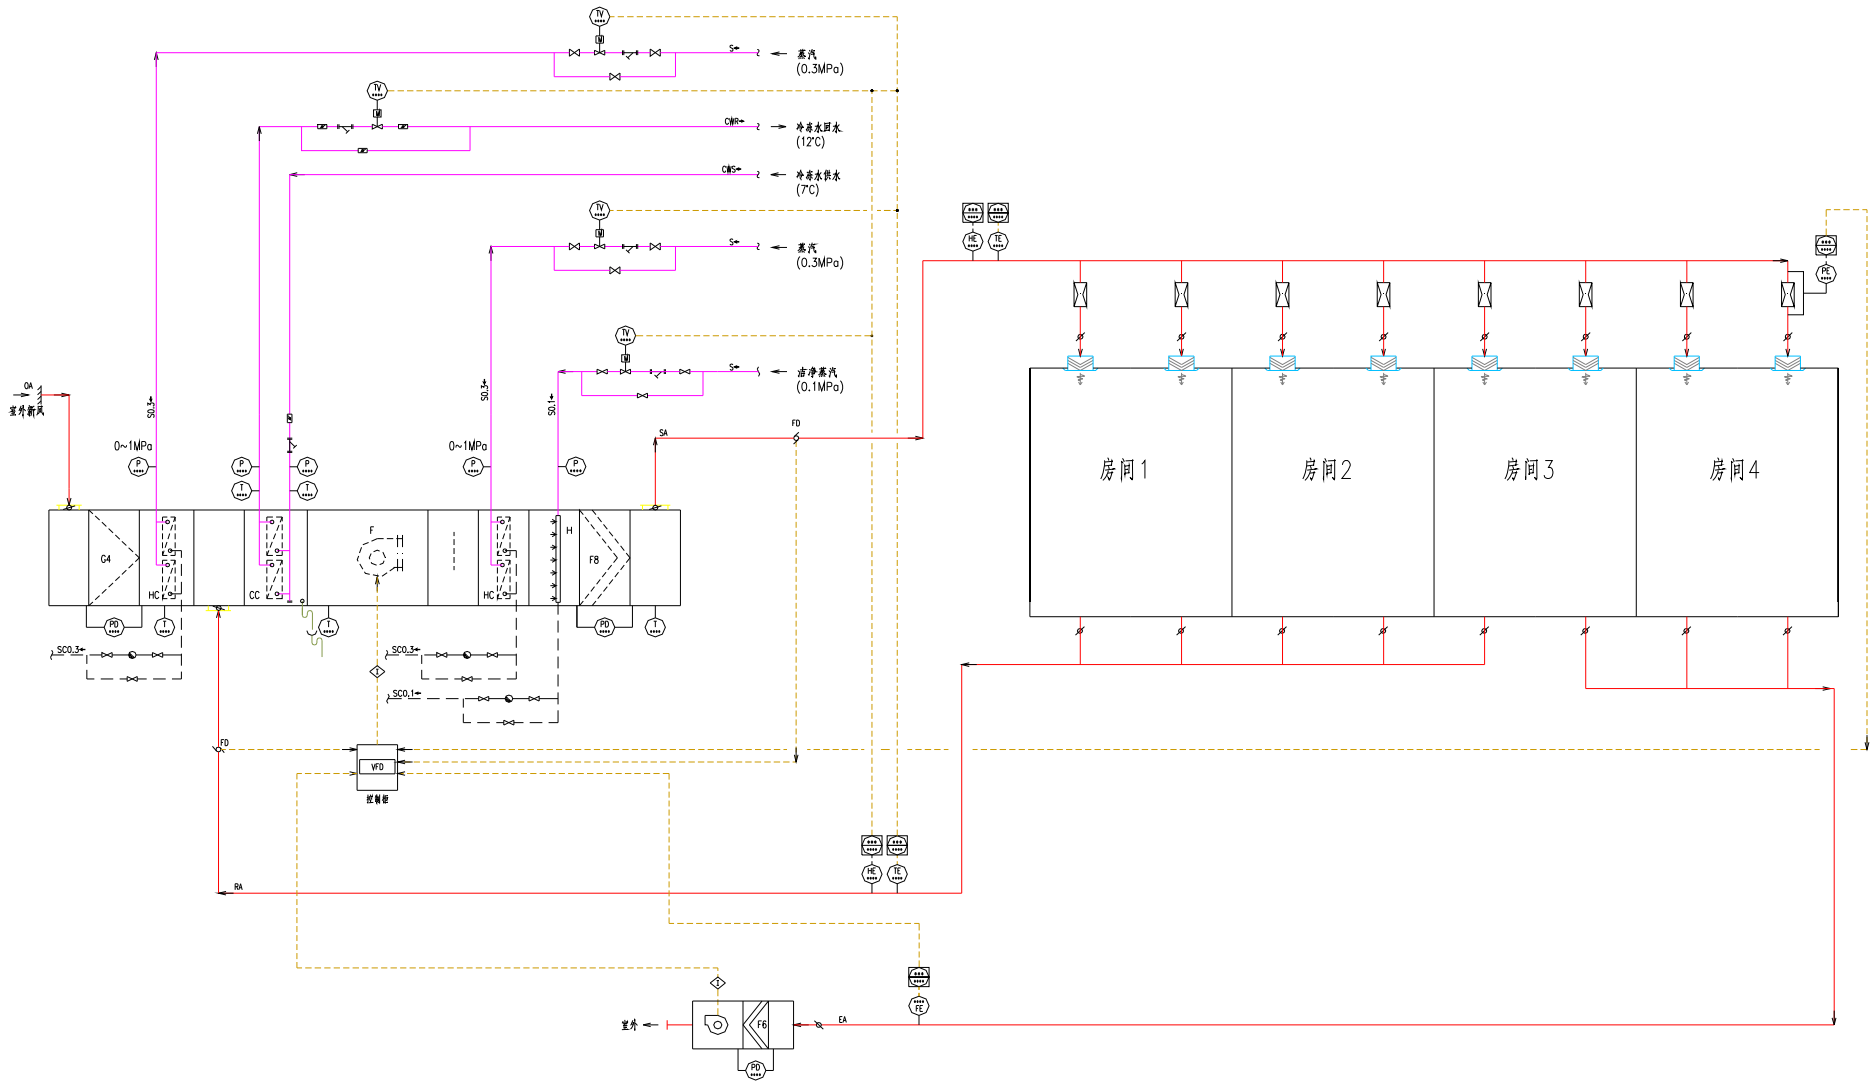 TV
M
S
蒸汽
(0.3MPa)
TV
M
CWR
冷冻水回水
(12℃)
CWS
冷冻水供水
(7℃)
TV
M
S
蒸汽
(0.3MPa)
HE
TE
PE
TV
M
S
洁净蒸汽
(0.1MPa)
OA
室外新风
S0.3
S0.3
S0.1
0~1MPa
0~1MPa
SA
FD
P
P
P
P
P
T
T
房间1
房间2
房间3
房间4
G4
HC
CC
F
HC
H
F8
PD
T
T
PD
T
SC0.3
SC0.3
SC0.1
I
FD
VFD
控制柜
HE
TE
RA
I
FE
室外
F6
EA
PD